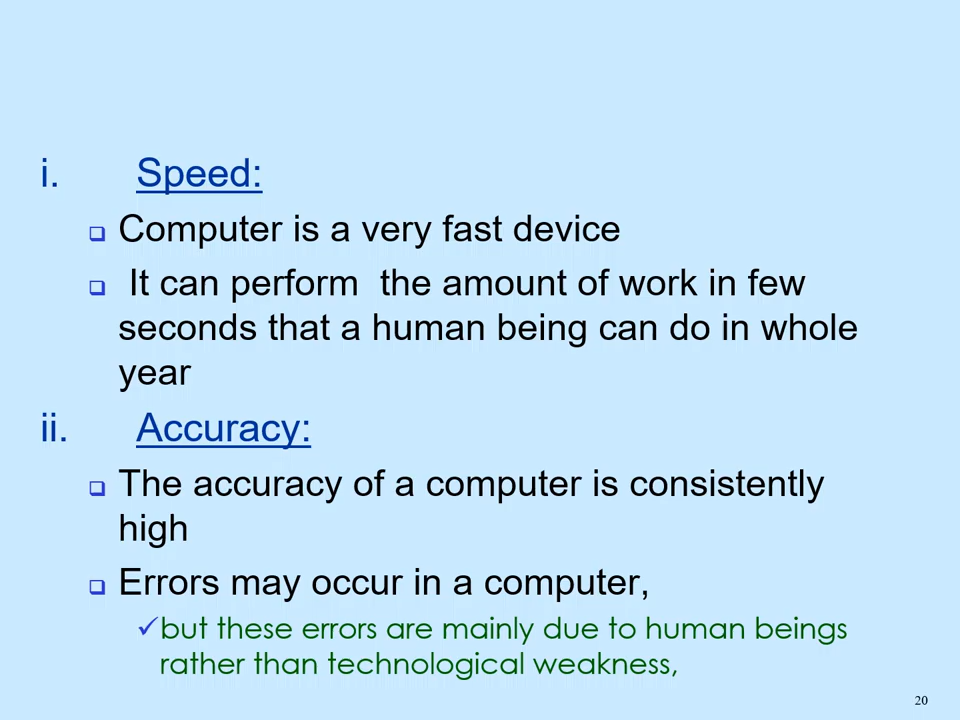 i. Speed:
Computer is a very fast device
It can perform  the amount of work in few
seconds that a human being can do in whole
year
ii. Accuracy:
The accuracy of a computer is consistently
high
Errors may occur in a computer,
but these errors are mainly due to human beings
rather than technological weakness,
20